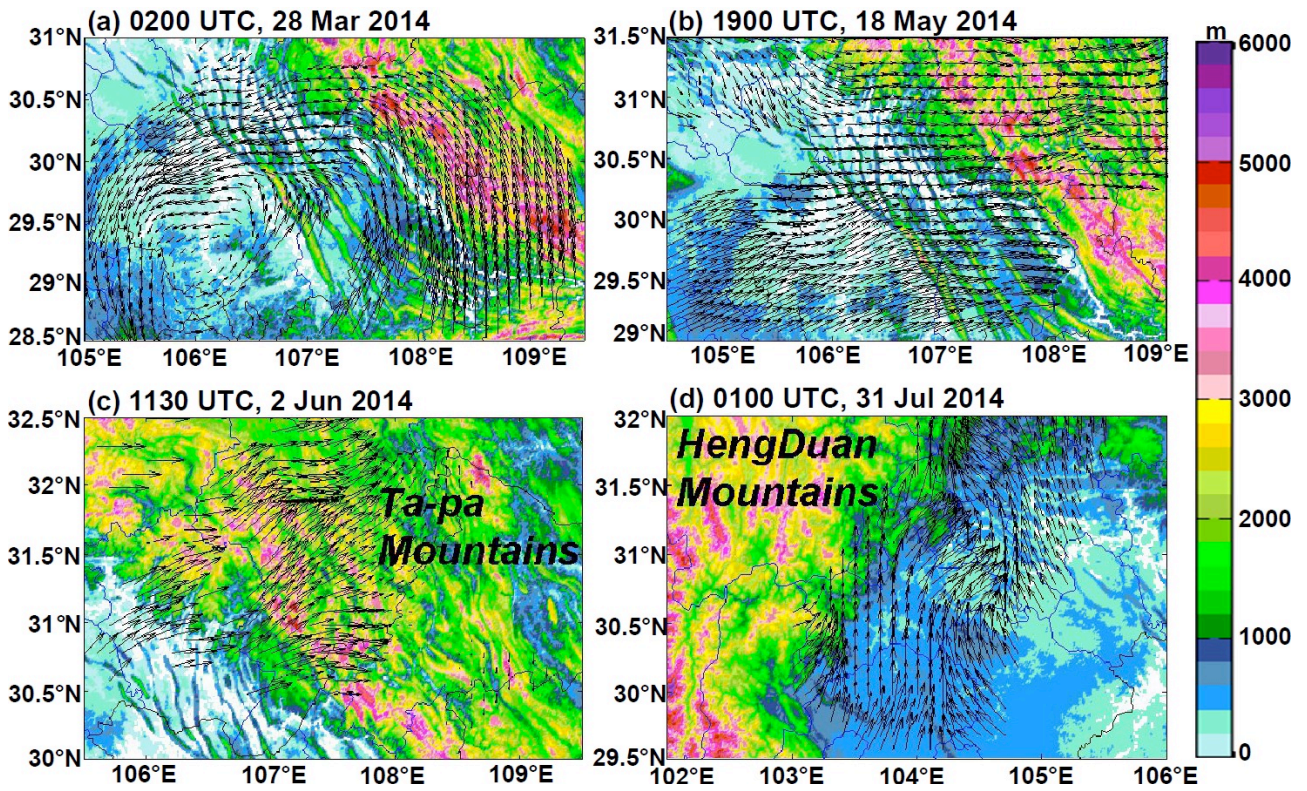 (a) 0200 UTC, 28 Mar 2014
31°N
30.5°N
30°N
29.5°N
29°N
28.5°N
105°E 106°E 107°E 108°E 109°E
(b) 1900 UTC, 18 May 2014
31.5°N
31°N
30.5°N
30°N
29.5°N
29°N
105°E 106°E 107°E 108°E 109°E
m
6000
5000
4000
3000
2000
1000
0
(c) 1130 UTC, 2 Jun 2014
32.5°N
32°N
31.5°N
31°N
30.5°N
30°N
Ta-pa
Mountains
106°E 107°E 108°E 109°E
(d) 0100 UTC, 31 Jul 2014
32°N
31.5°N
31°N
30.5°N
30°N
29.5°N
HengDuan
Mountains
102°E 103°E 104°E 105°E 106°E